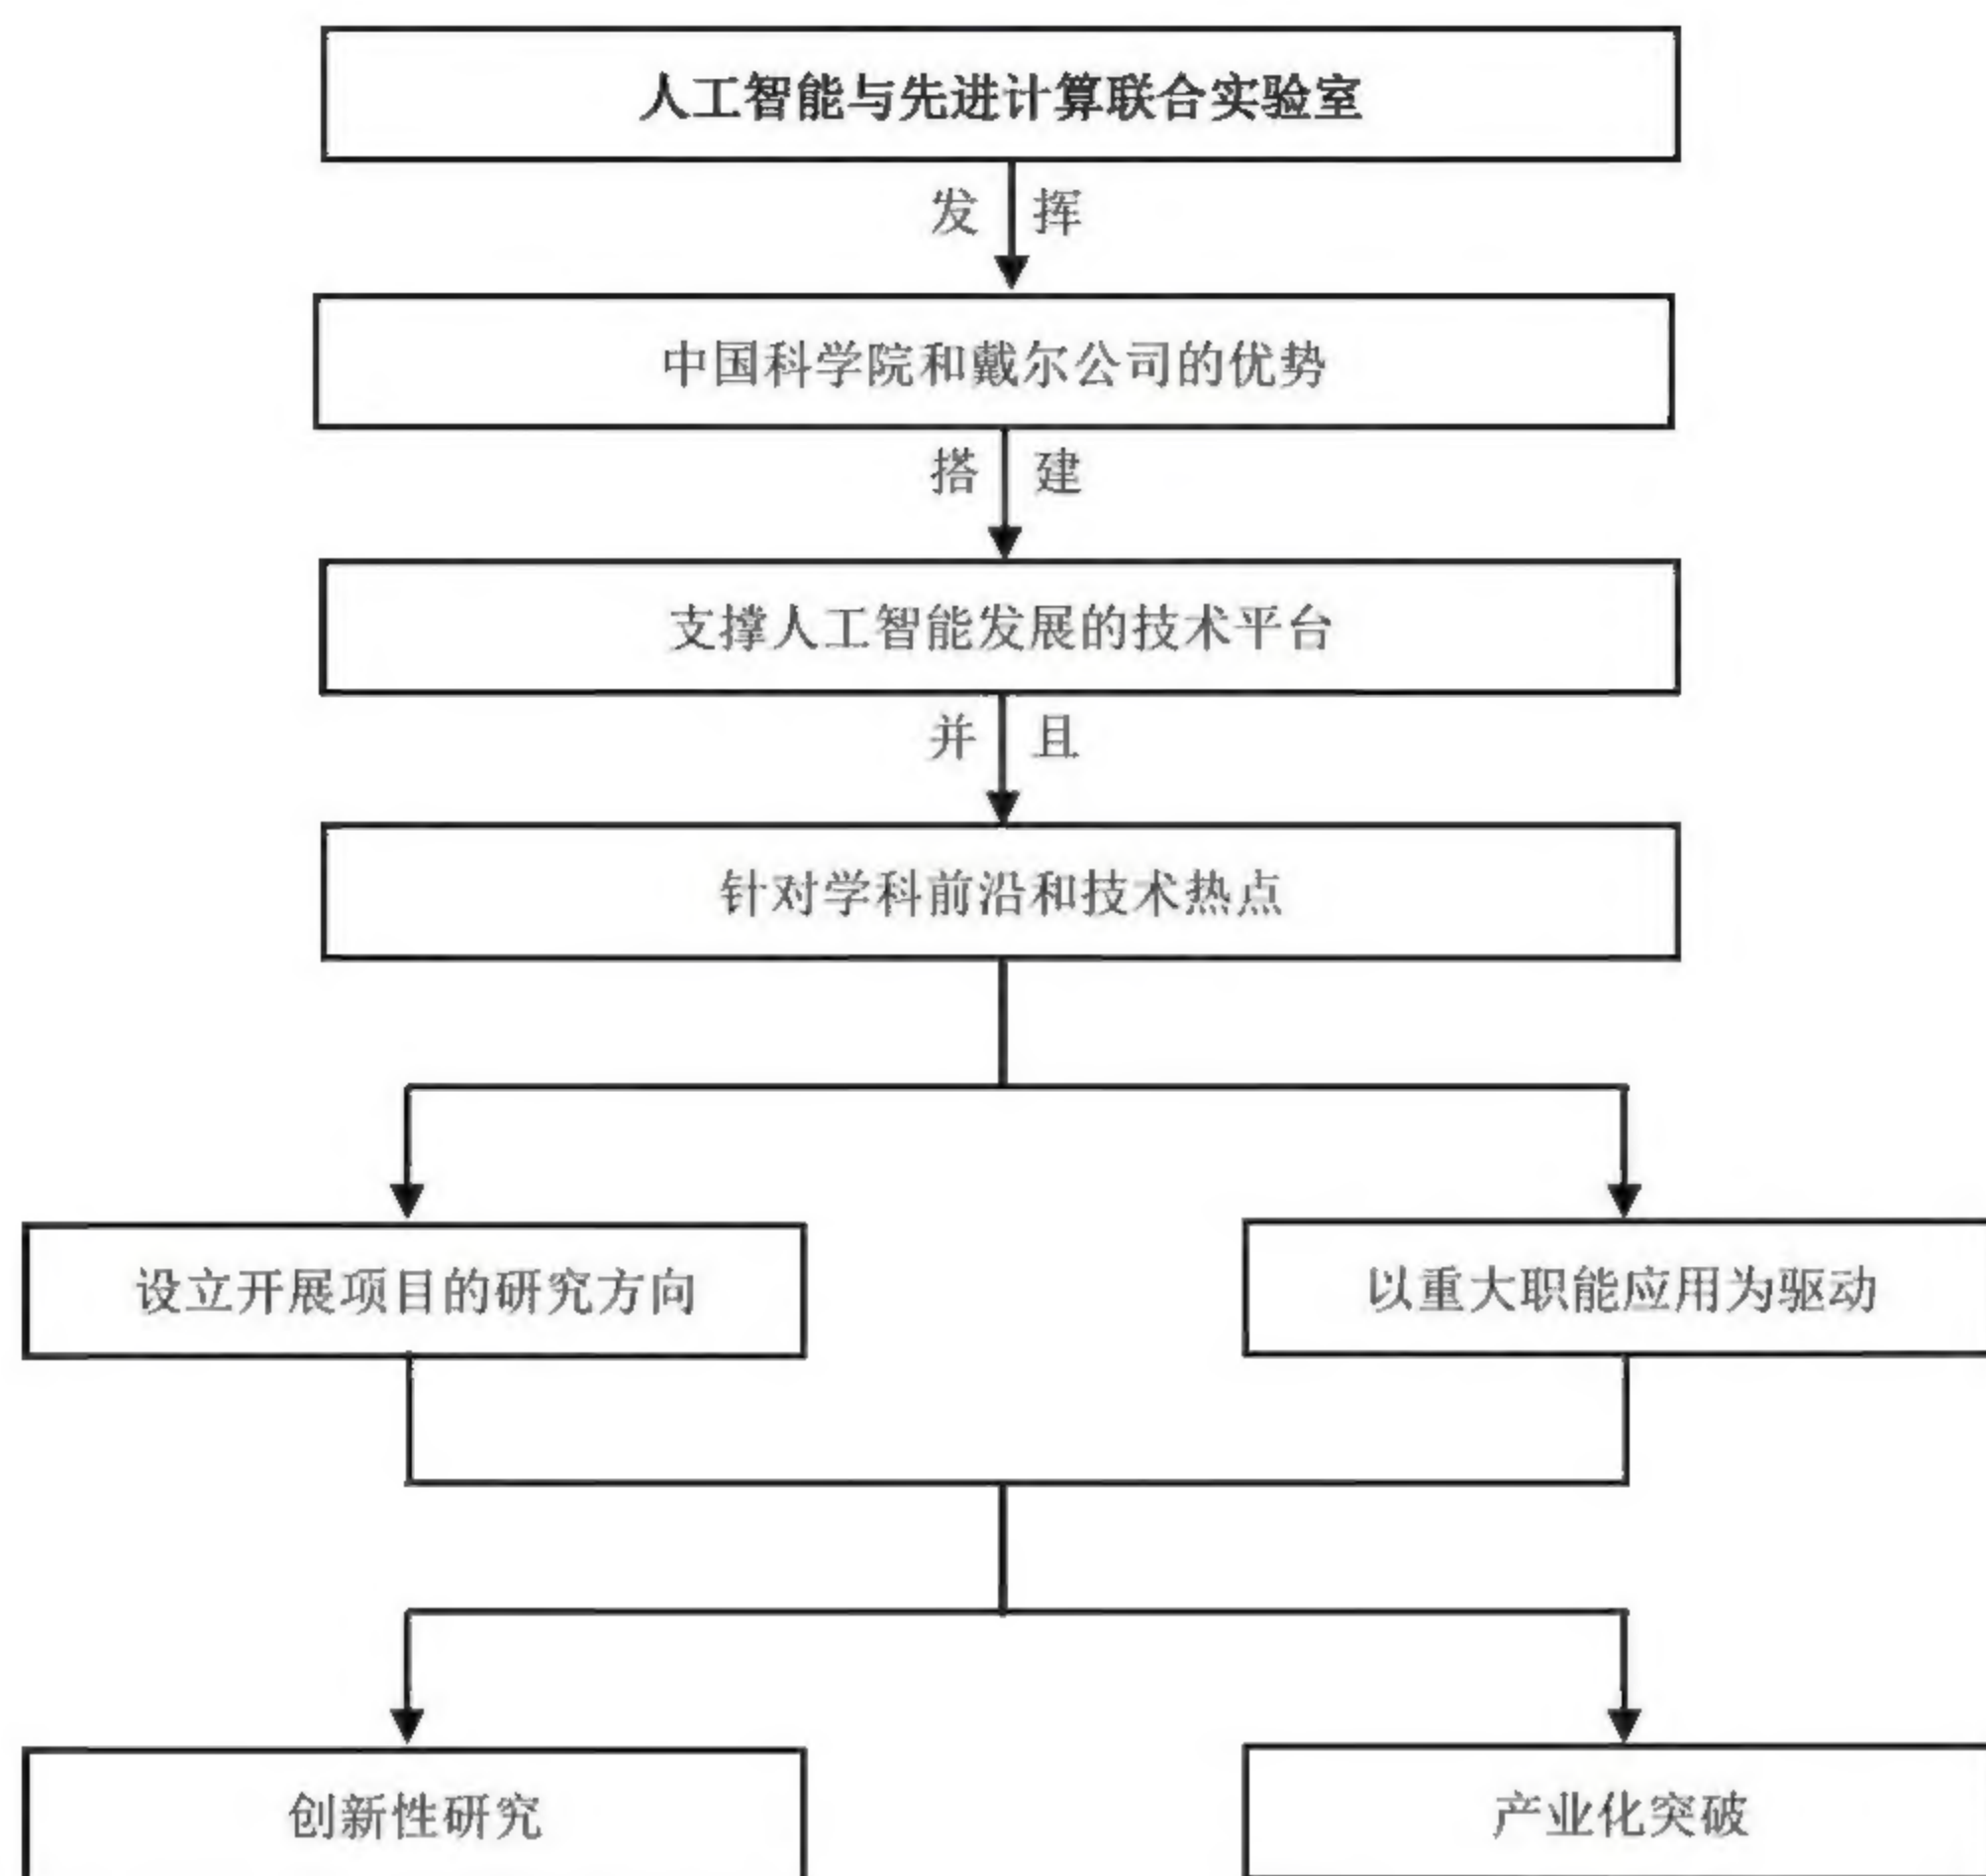 人工智能与先进计算联合实验室
发 挥
中国科学院和戴尔公司的优势
搭 建
支撑人工智能发展的技术平台
并 且
针对学科前沿和技术热点
设立开展项目的研究方向
以重大职能应用为驱动
创新性研究
产业化突破